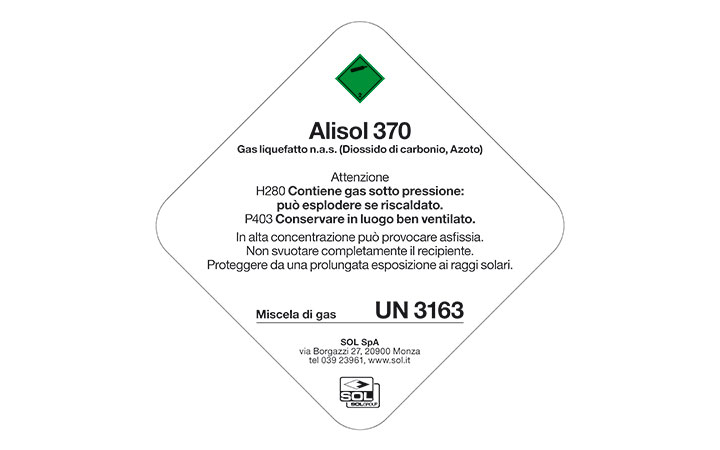 2
Alisol 370
Gas liquefatto n.a.s. (Diossido di carbonio, Azoto)
Attenzione
H280 Contiene gas sotto pressione:
può esplodere se riscaldato.
P403 Conservare in luogo ben ventilato.
In alta concentrazione può provocare asfissia.
Non svuotare completamente il recipiente.
Proteggere da una prolungata esposizione ai raggi solari.
Miscela di gas UN 3163
SOL SpA
via Borgazzi 27, 20900 Monza
tel 039 23961, www.sol.it
SOL
SOLGROUP